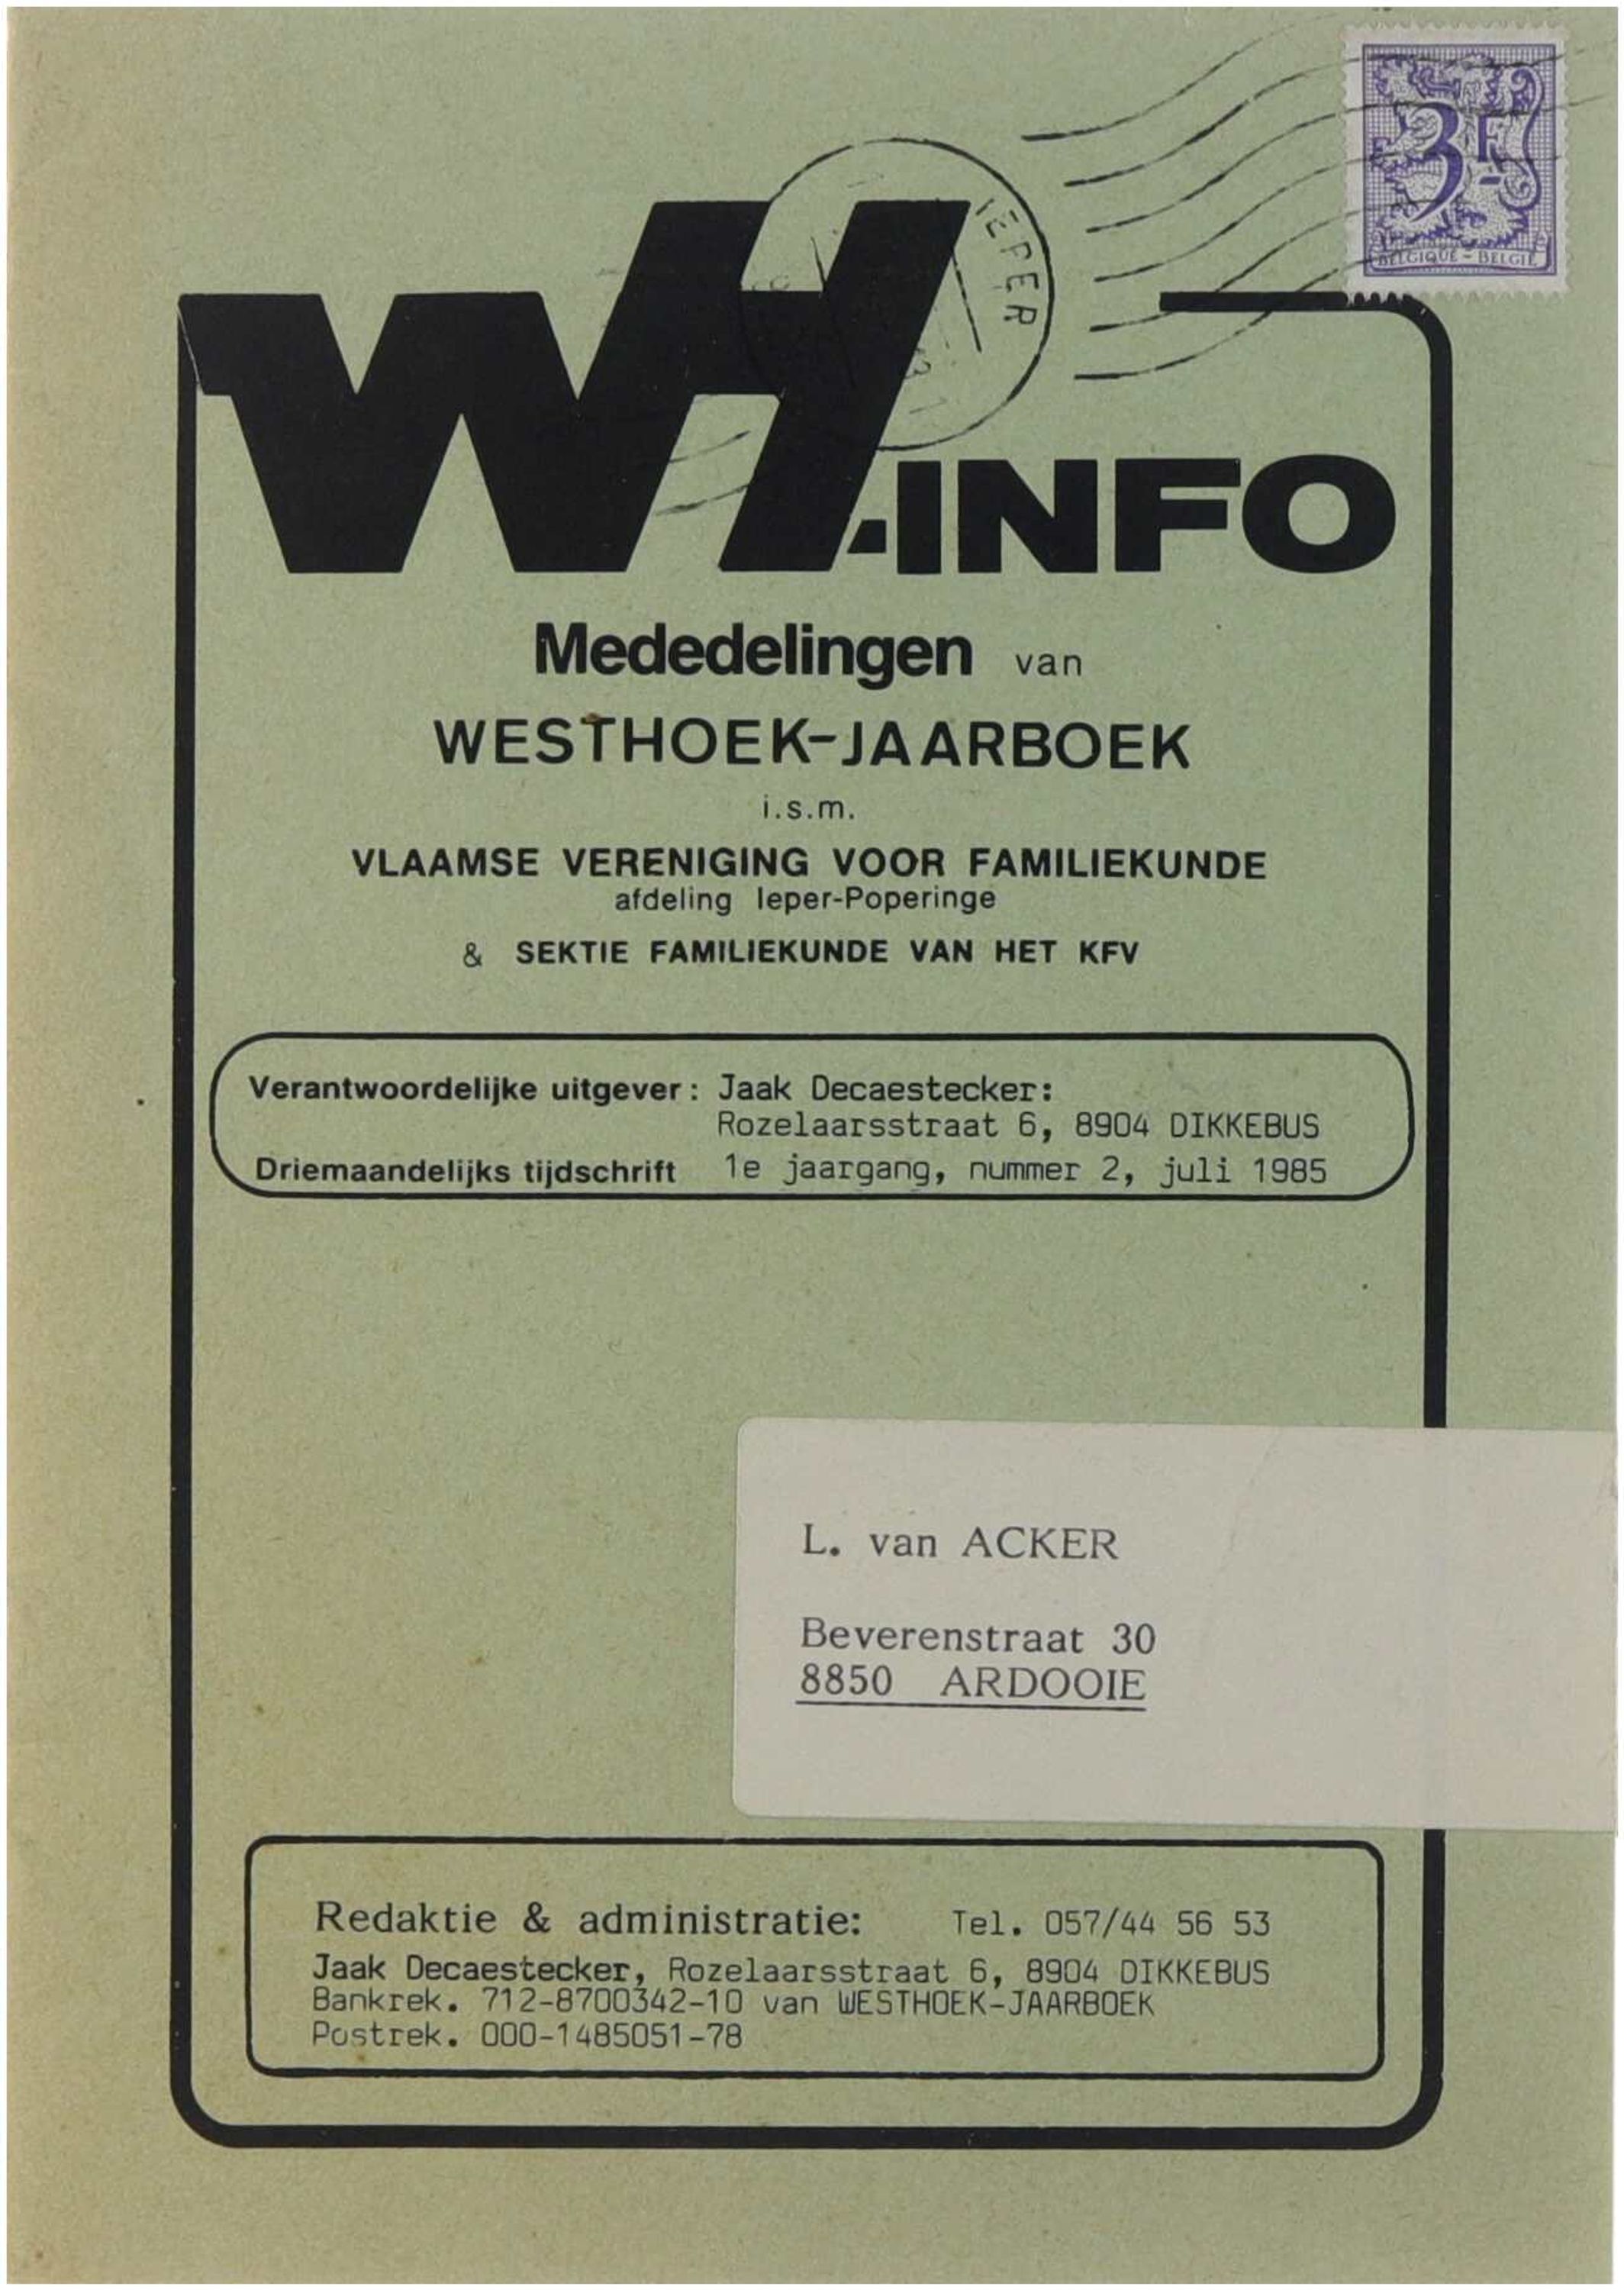 3F
BELGIQUE - BELGIË
IEPER
WH-INFO
Mededelingen van
WESTHOEK-JAARBOEK
i.s.m.
VLAAMSE VERENIGING VOOR FAMILIEKUNDE
afdeling Ieper-Poperinge
& SEKTIE FAMILIEKUNDE VAN HET KFV
Verantwoordelijke uitgever: Jaak Decaestecker:
Rozelaarsstraat 6, 8904 DIKKEBUS
Driemaandelijks tijdschrift 1e jaargang, nummer 2, juli 1985
L. van ACKER
Beverenstraat 30
8850 ARDOOIE
Redaktie & administratie: Tel. 057/44 56 53
Jaak Decaestecker, Rozelaarsstraat 6, 8904 DIKKEBUS
Bankrek. 712-8700342-10 van WESTHOEK-JAARBOEK
Postrek. 000-1485051-78